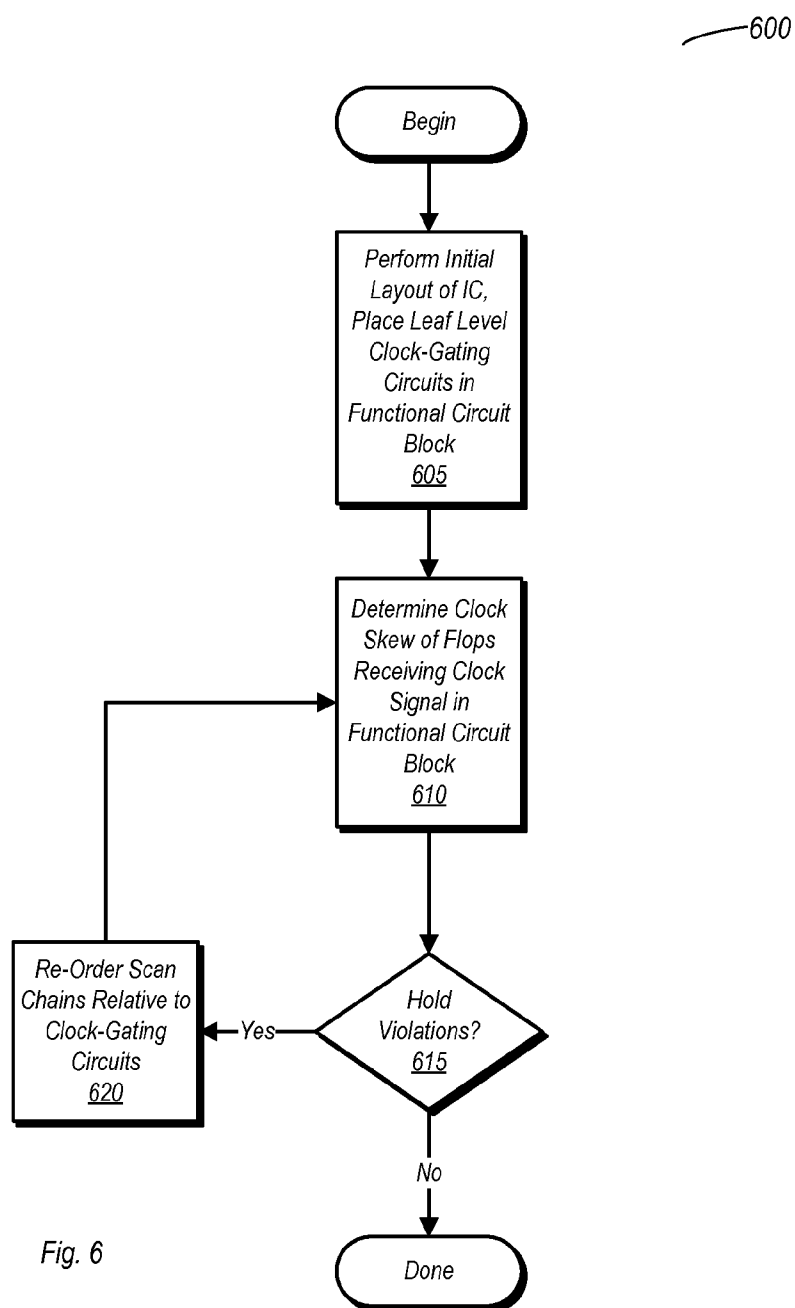 600
Begin
Perform Initial
Layout of IC,
Place Leaf Level
Clock-Gating
Circuits in
Functional Circuit
Block
605
Determine Clock
Skew of Flops
Receiving Clock
Signal in
Functional Circuit
Block
610
Hold
Violations?
615
Yes
Re-Order Scan
Chains Relative to
Clock-Gating
Circuits
620
No
Done
Fig. 6